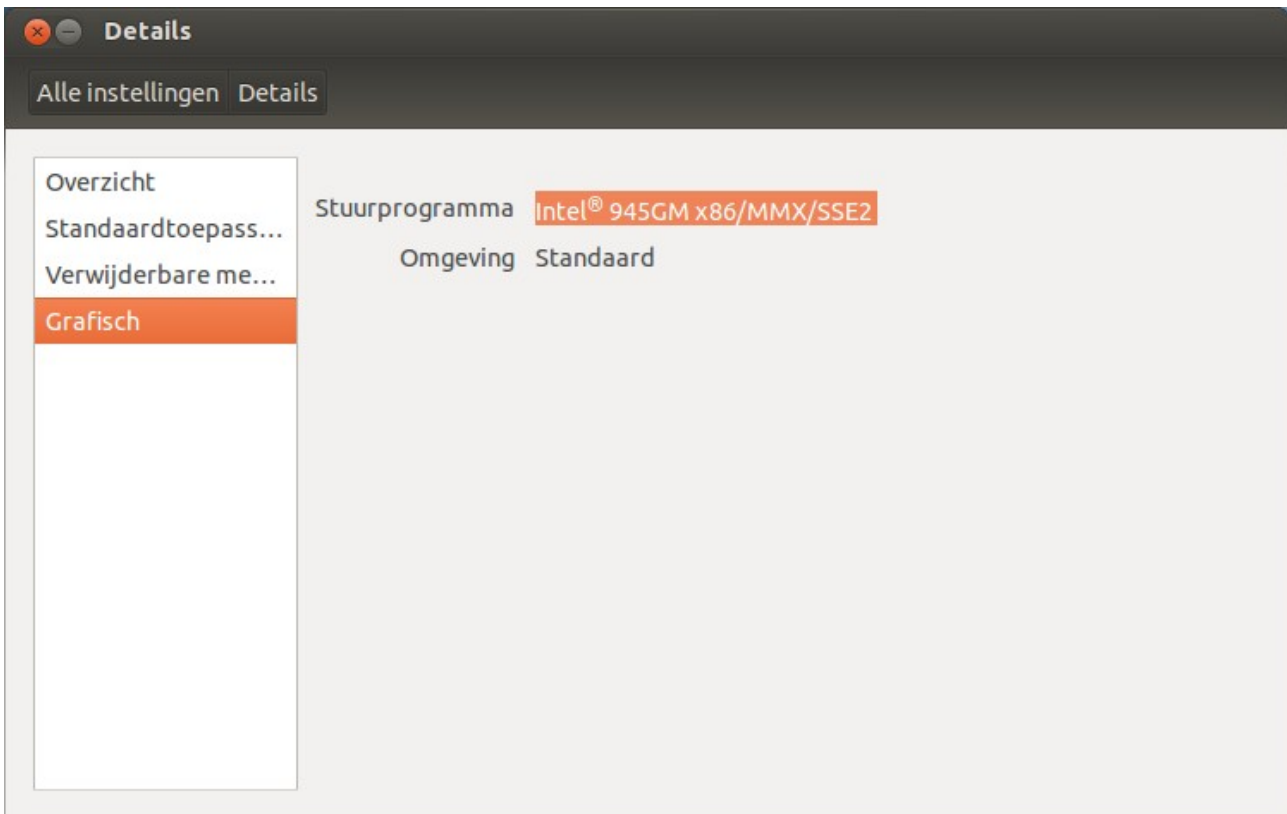 Details
Alle instellingen Details
Overzicht
Standaardtoepass...
Verwijderbare me...
Grafisch
Stuurprogramma Intel® 945GM x86/MMX/SSE2
Omgeving Standaard